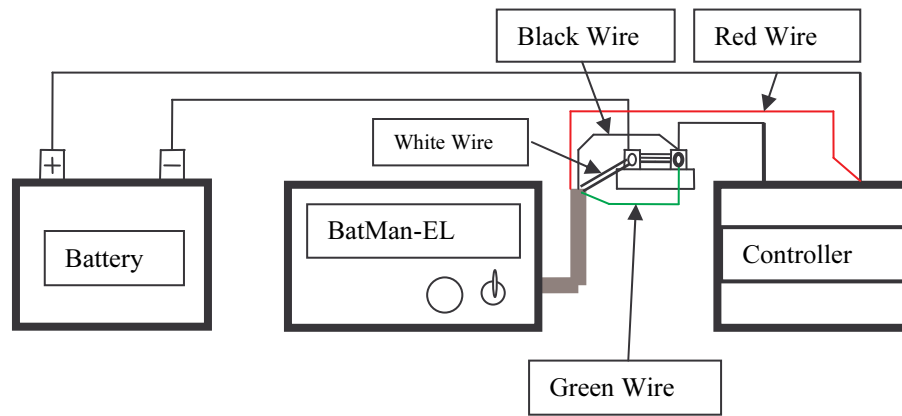 Black Wire
Red Wire
White Wire
+
−
Battery
BatMan-EL
Controller
Green Wire